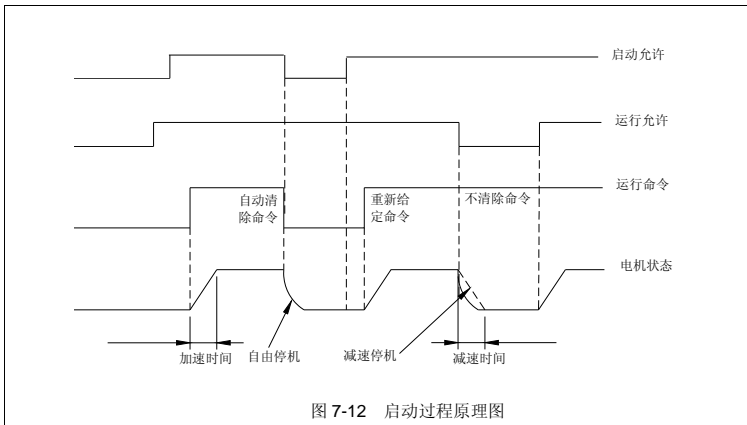 启动允许
运行允许
运行命令
自动清
除命令
重新给
定命令
不清除命令
电机状态
加速时间
自由停机
减速停机
减速时间
图 7-12 启动过程原理图